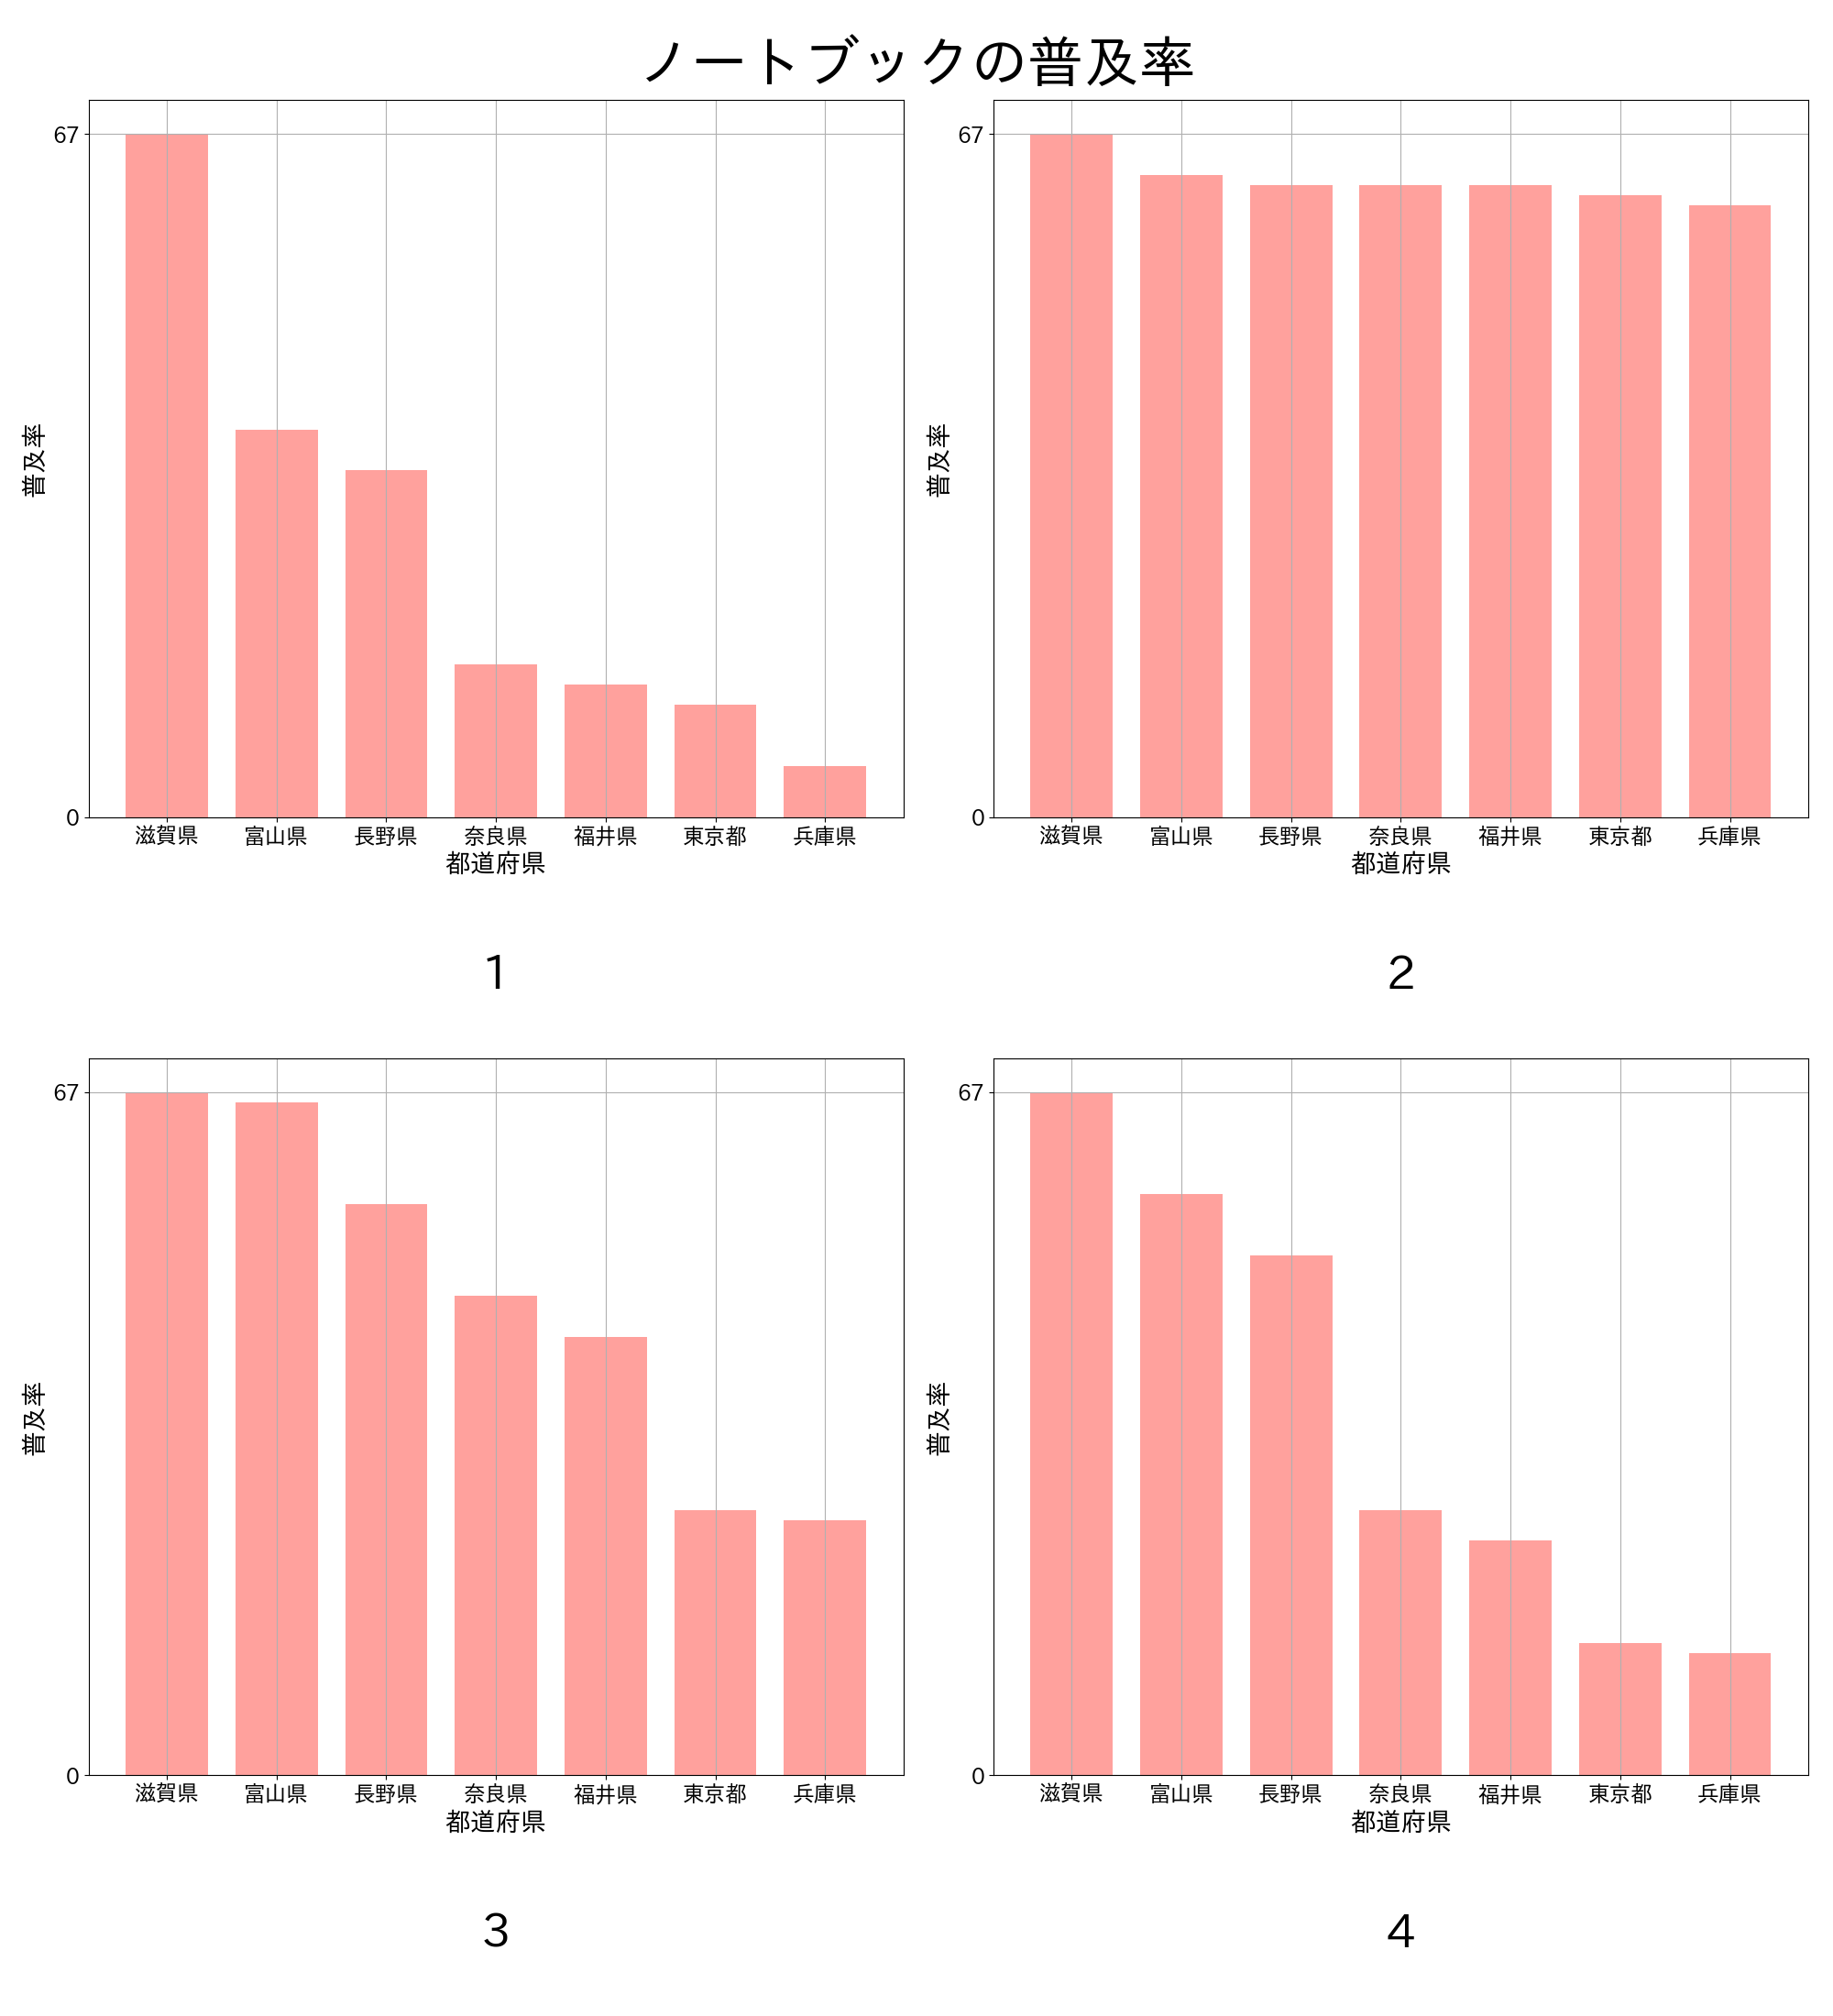 ノートブックの普及率
67
0
普及率
滋賀県 富山県 長野県 奈良県 福井県 東京都 兵庫県
都道府県
1
67
0
普及率
滋賀県 富山県 長野県 奈良県 福井県 東京都 兵庫県
都道府県
2
67
0
普及率
滋賀県 富山県 長野県 奈良県 福井県 東京都 兵庫県
都道府県
3
67
0
普及率
滋賀県 富山県 長野県 奈良県 福井県 東京都 兵庫県
都道府県
4